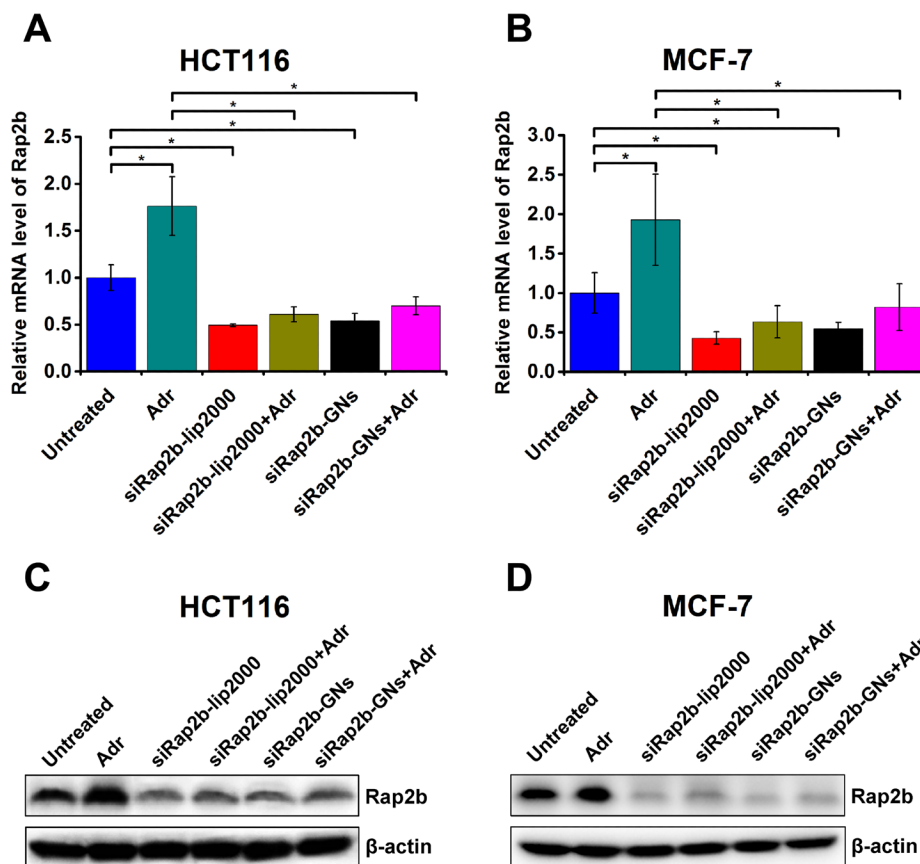 A
HCT116
*
*
*
*
*
Relative mRNA level of Rap2b
2.5
2.0
1.5
1.0
0.5
0.0
Untreated
Adr
siRap2b-lip2000
siRap2b-lip2000+Adr
siRap2b-GNs
siRap2b-GNs+Adr
B
MCF-7
*
*
*
*
*
Relative mRNA level of Rap2b
3.0
2.5
2.0
1.5
1.0
0.5
0.0
Untreated
Adr
siRap2b-lip2000
siRap2b-lip2000+Adr
siRap2b-GNs
siRap2b-GNs+Adr
C
HCT116
Untreated
Adr
siRap2b-lip2000
siRap2b-lip2000+Adr
siRap2b-GNs
siRap2b-GNs+Adr
Rap2b
β-actin
D
MCF-7
Untreated
Adr
siRap2b-lip2000
siRap2b-lip2000+Adr
siRap2b-GNs
siRap2b-GNs+Adr
Rap2b
β-actin